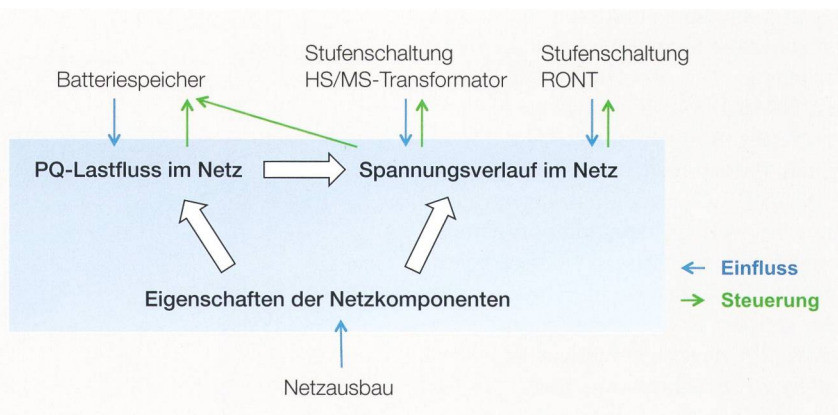 Batteriespeicher
Stufenschaltung
HS/MS-Transformator
Stufenschaltung
RONT
PQ-Lastfluss im Netz
Spannungsverlauf im Netz
Eigenschaften der Netzkomponenten
Einfluss
Steuerung
Netzausbau